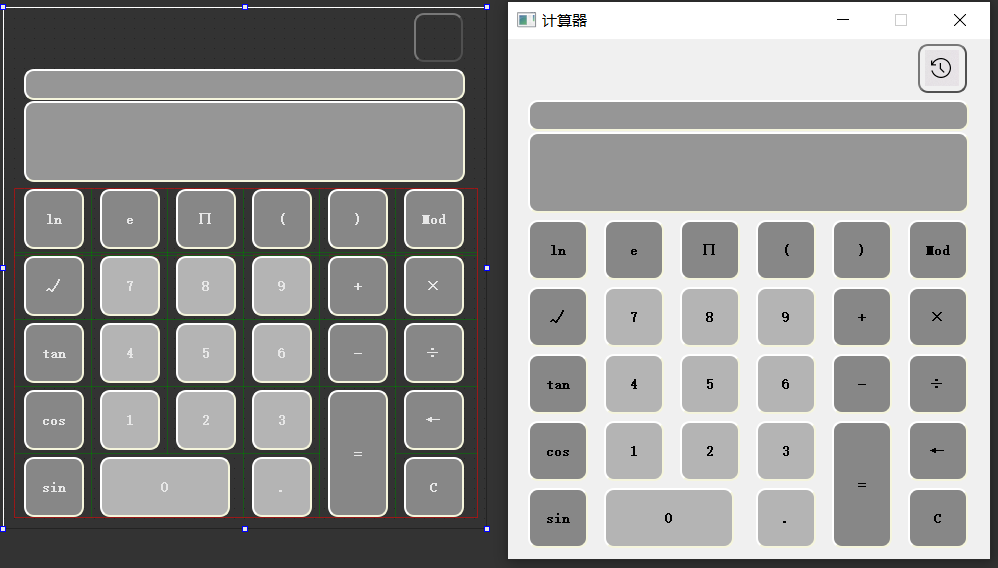 计算器
ln e ∏ ( ) Mod
√ 7 8 9 + ×
tan 4 5 6 - ÷
cos 1 2 3 = ←
sin 0 . C
ln e ∏ ( ) Mod
√ 7 8 9 + ×
tan 4 5 6 - ÷
cos 1 2 3 = ←
sin 0 . C